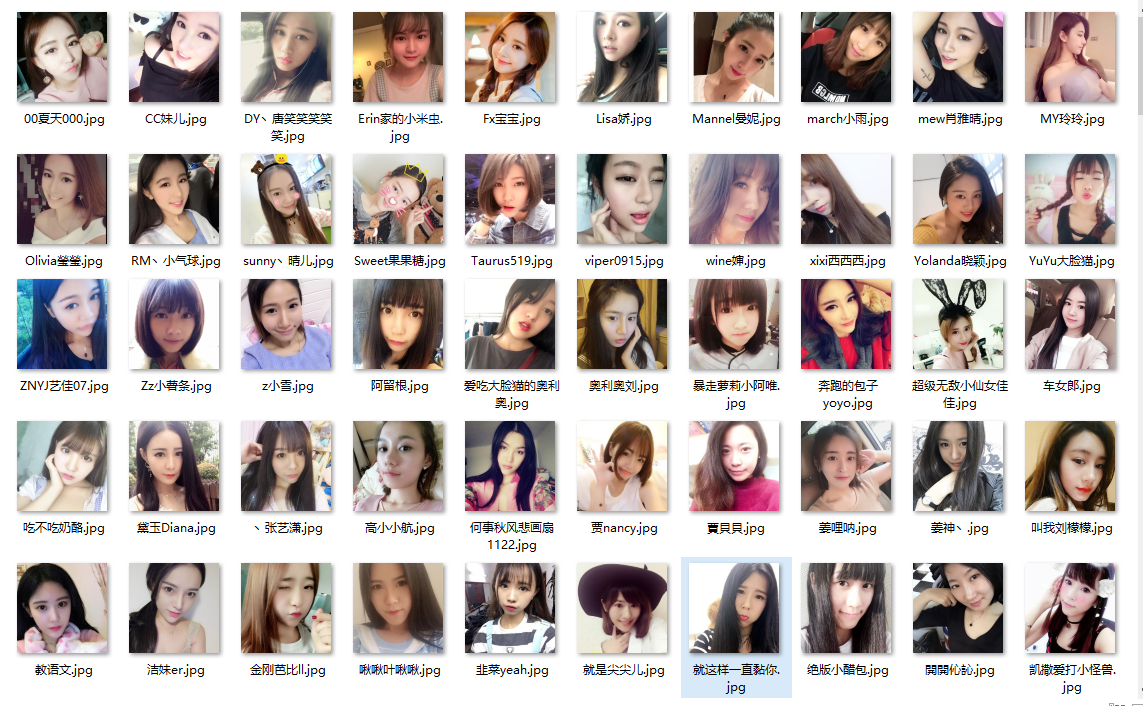 00夏天000.jpg
CC妹儿.jpg
DY丶唐笑笑笑笑
笑.jpg
Erin家的小米虫.
jpg
Fx宝宝.jpg
Lisa娇.jpg
Mannel曼妮.jpg
march小雨.jpg
mew肖雅晴.jpg
MY玲玲.jpg
Olivia瑩瑩.jpg
RM丶小气球.jpg
sunny丶晴儿.jpg
Sweet果果糖.jpg
Taurus519.jpg
viper0915.jpg
wine婶.jpg
xixi西西西.jpg
Yolanda晓颖.jpg
YuYu大脸猫.jpg
ZNYJ艺佳07.jpg
Zz小薔条.jpg
z小雪.jpg
阿留根.jpg
爱吃大脸猫的奥利
奥.jpg
奥利奥刘.jpg
暴走萝莉小阿唯.
jpg
奔跑的包子
yoyo.jpg
超级无敌小仙女佳
佳.jpg
车女郎.jpg
吃不吃奶酪.jpg
黛玉Diana.jpg
丶张艺潇.jpg
高小小航.jpg
何事秋风悲画扇
1122.jpg
贾nancy.jpg
賈貝貝.jpg
姜哩呐.jpg
姜神丶.jpg
叫我刘檬檬.jpg
教语文.jpg
洁妹er.jpg
金刚芭比ll.jpg
啾啾叶啾啾.jpg
韭菜yeah.jpg
就是尖尖儿.jpg
就这样一直黏你.
jpg
绝版小醋包.jpg
開開伈訫.jpg
凯撒爱打小怪兽.
jpg